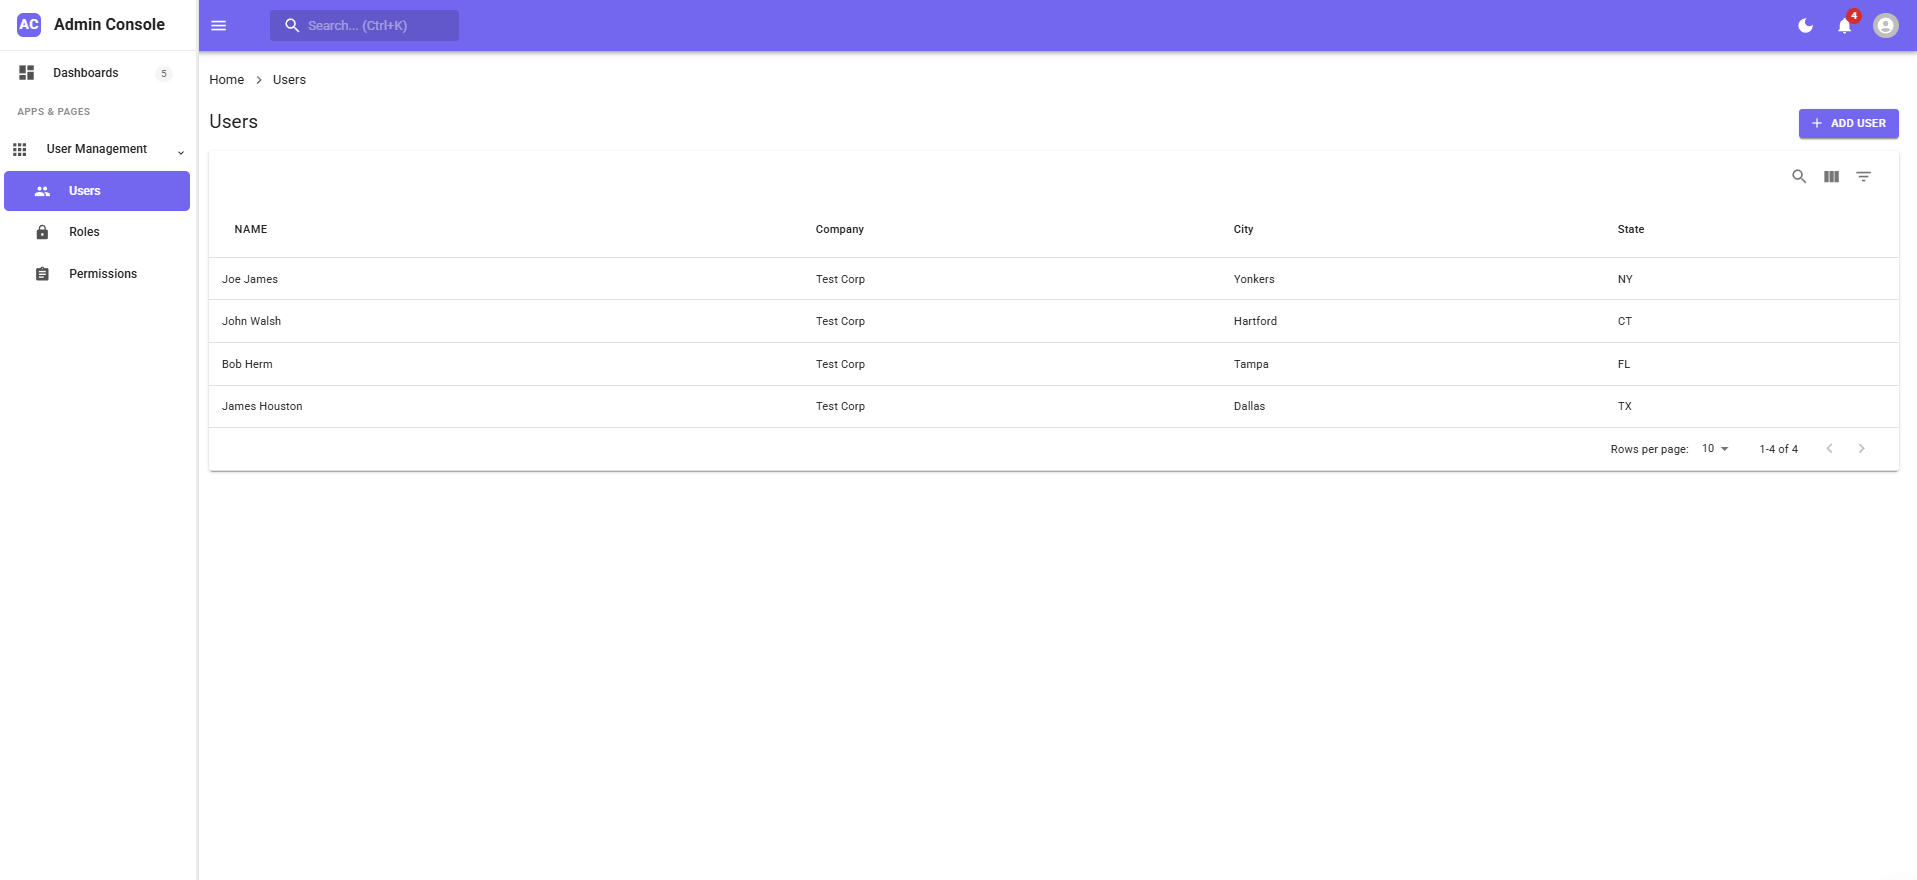 AC Admin Console
Search... (Ctrl+K)
4
Dashboards 5
APPS & PAGES
User Management
Users
Roles
Permissions
Home > Users
Users
+ ADD USER
NAME Company City State
Joe James Test Corp Yonkers NY
John Walsh Test Corp Hartford CT
Bob Herm Test Corp Tampa FL
James Houston Test Corp Dallas TX
Rows per page: 10 1-4 of 4